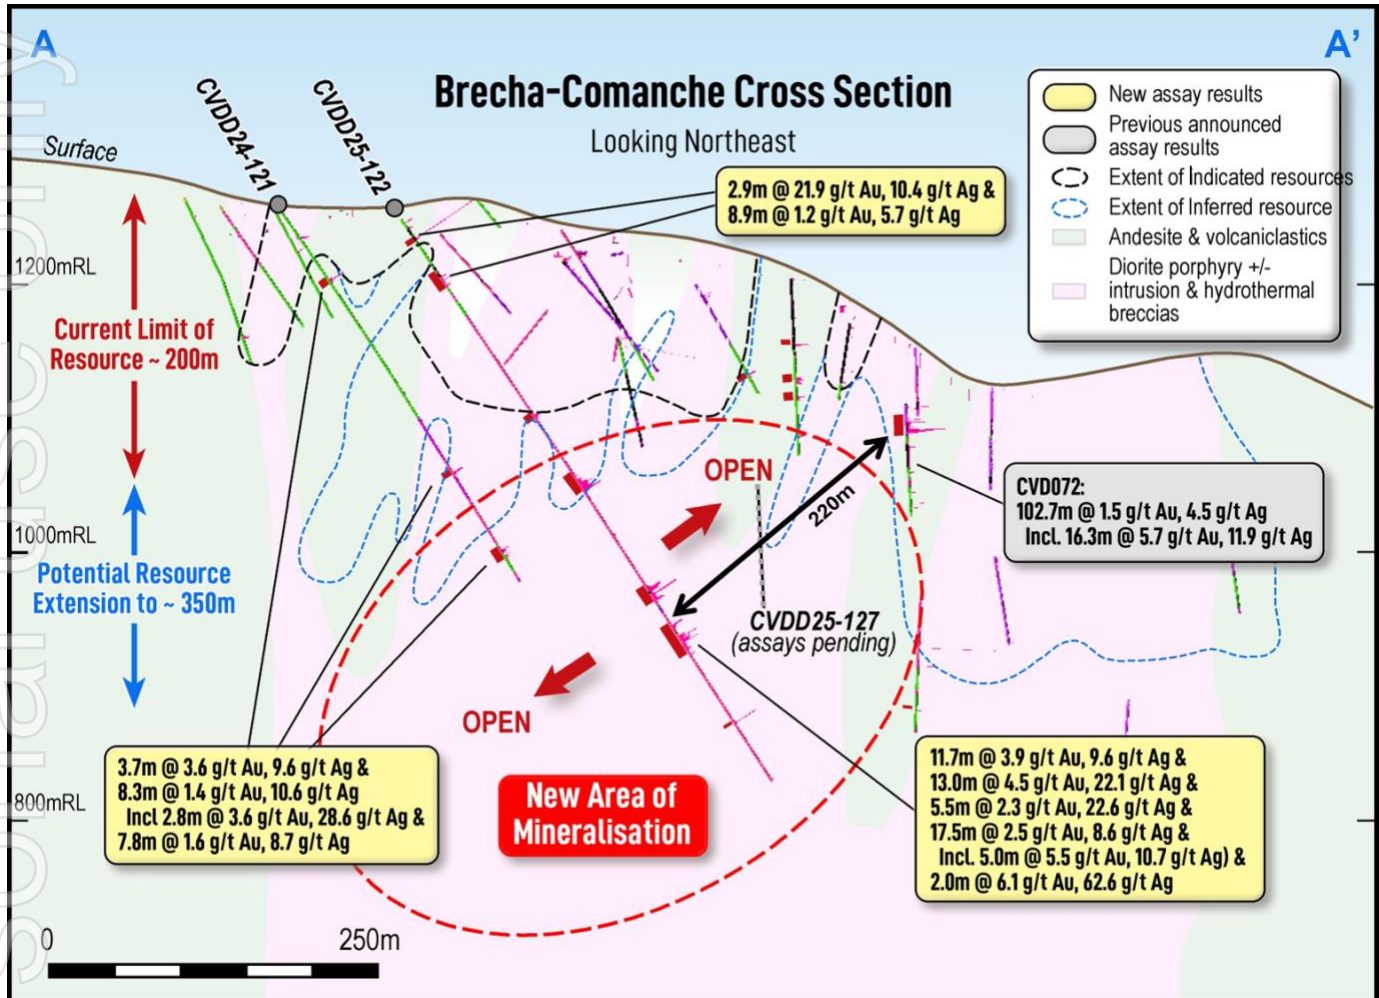 A
A'
Brecha-Comanche Cross Section
Looking Northeast
CVDD24-121
CVDD25-122
Surface
New assay results
Previous announced
assay results
Extent of Indicated resources
Extent of Inferred resource
Andesite & volcaniclastics
Diorite porphyry +/-
intrusion & hydrothermal
breccias
2.9m @ 21.9 g/t Au, 10.4 g/t Ag &
8.9m @ 1.2 g/t Au, 5.7 g/t Ag
1200mRL
Current Limit of
Resource ~ 200m
OPEN
220m
CVD072:
102.7m @ 1.5 g/t Au, 4.5 g/t Ag
Incl. 16.3m @ 5.7 g/t Au, 11.9 g/t Ag
1000mRL
Potential Resource
Extension to ~ 350m
CVDD25-127
(assays pending)
OPEN
3.7m @ 3.6 g/t Au, 9.6 g/t Ag &
8.3m @ 1.4 g/t Au, 10.6 g/t Ag
Incl 2.8m @ 3.6 g/t Au, 28.6 g/t Ag &
7.8m @ 1.6 g/t Au, 8.7 g/t Ag
800mRL
New Area of
Mineralisation
11.7m @ 3.9 g/t Au, 9.6 g/t Ag &
13.0m @ 4.5 g/t Au, 22.1 g/t Ag &
5.5m @ 2.3 g/t Au, 22.6 g/t Ag &
17.5m @ 2.5 g/t Au, 8.6 g/t Ag &
Incl. 5.0m @ 5.5 g/t Au, 10.7 g/t Ag) &
2.0m @ 6.1 g/t Au, 62.6 g/t Ag
0
250m